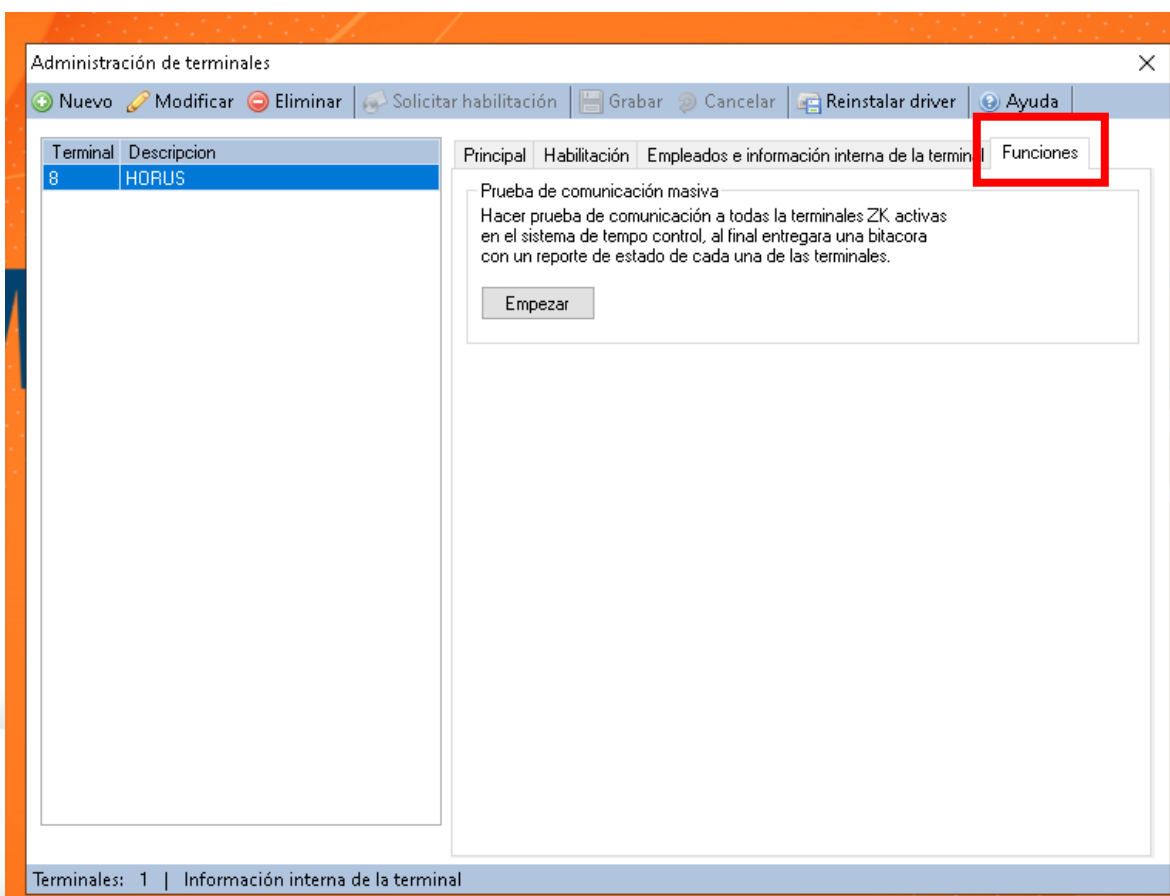 Administración de terminales
Nuevo Modificar Eliminar Solicitar habilitación Grabar Cancelar Reinstalar driver Ayuda
Terminal Descripcion
8 HORUS
Principal Habilitación Empleados e información interna de la terminal Funciones
Prueba de comunicación masiva
Hacer prueba de comunicación a todas la terminales ZK activas
en el sistema de tempo control, al final entregara una bitacora
con un reporte de estado de cada una de las terminales.
Empezar
Terminales: 1 | Información interna de la terminal